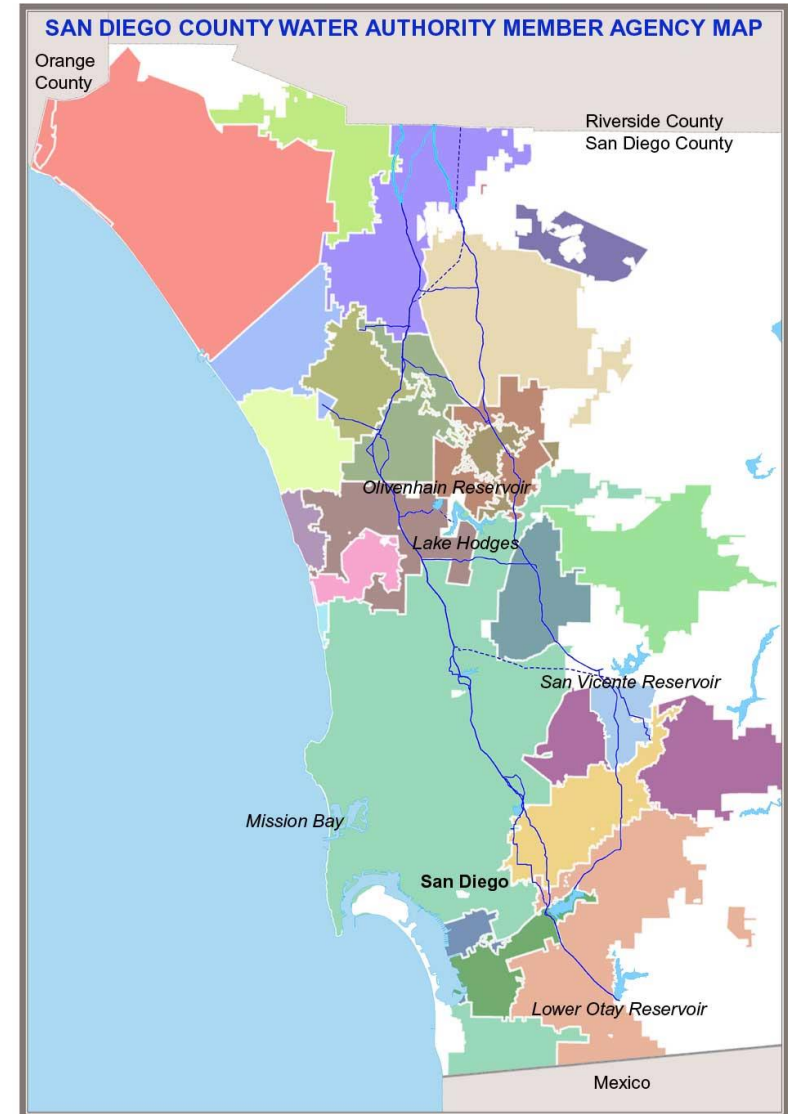 SAN DIEGO COUNTY WATER AUTHORITY MEMBER AGENCY MAP
Orange
County
Riverside County
San Diego County
Olivenhain Reservoir
Lake Hodges
San Vicente Reservoir
Mission Bay
San Diego
Lower Otay Reservoir
Mexico